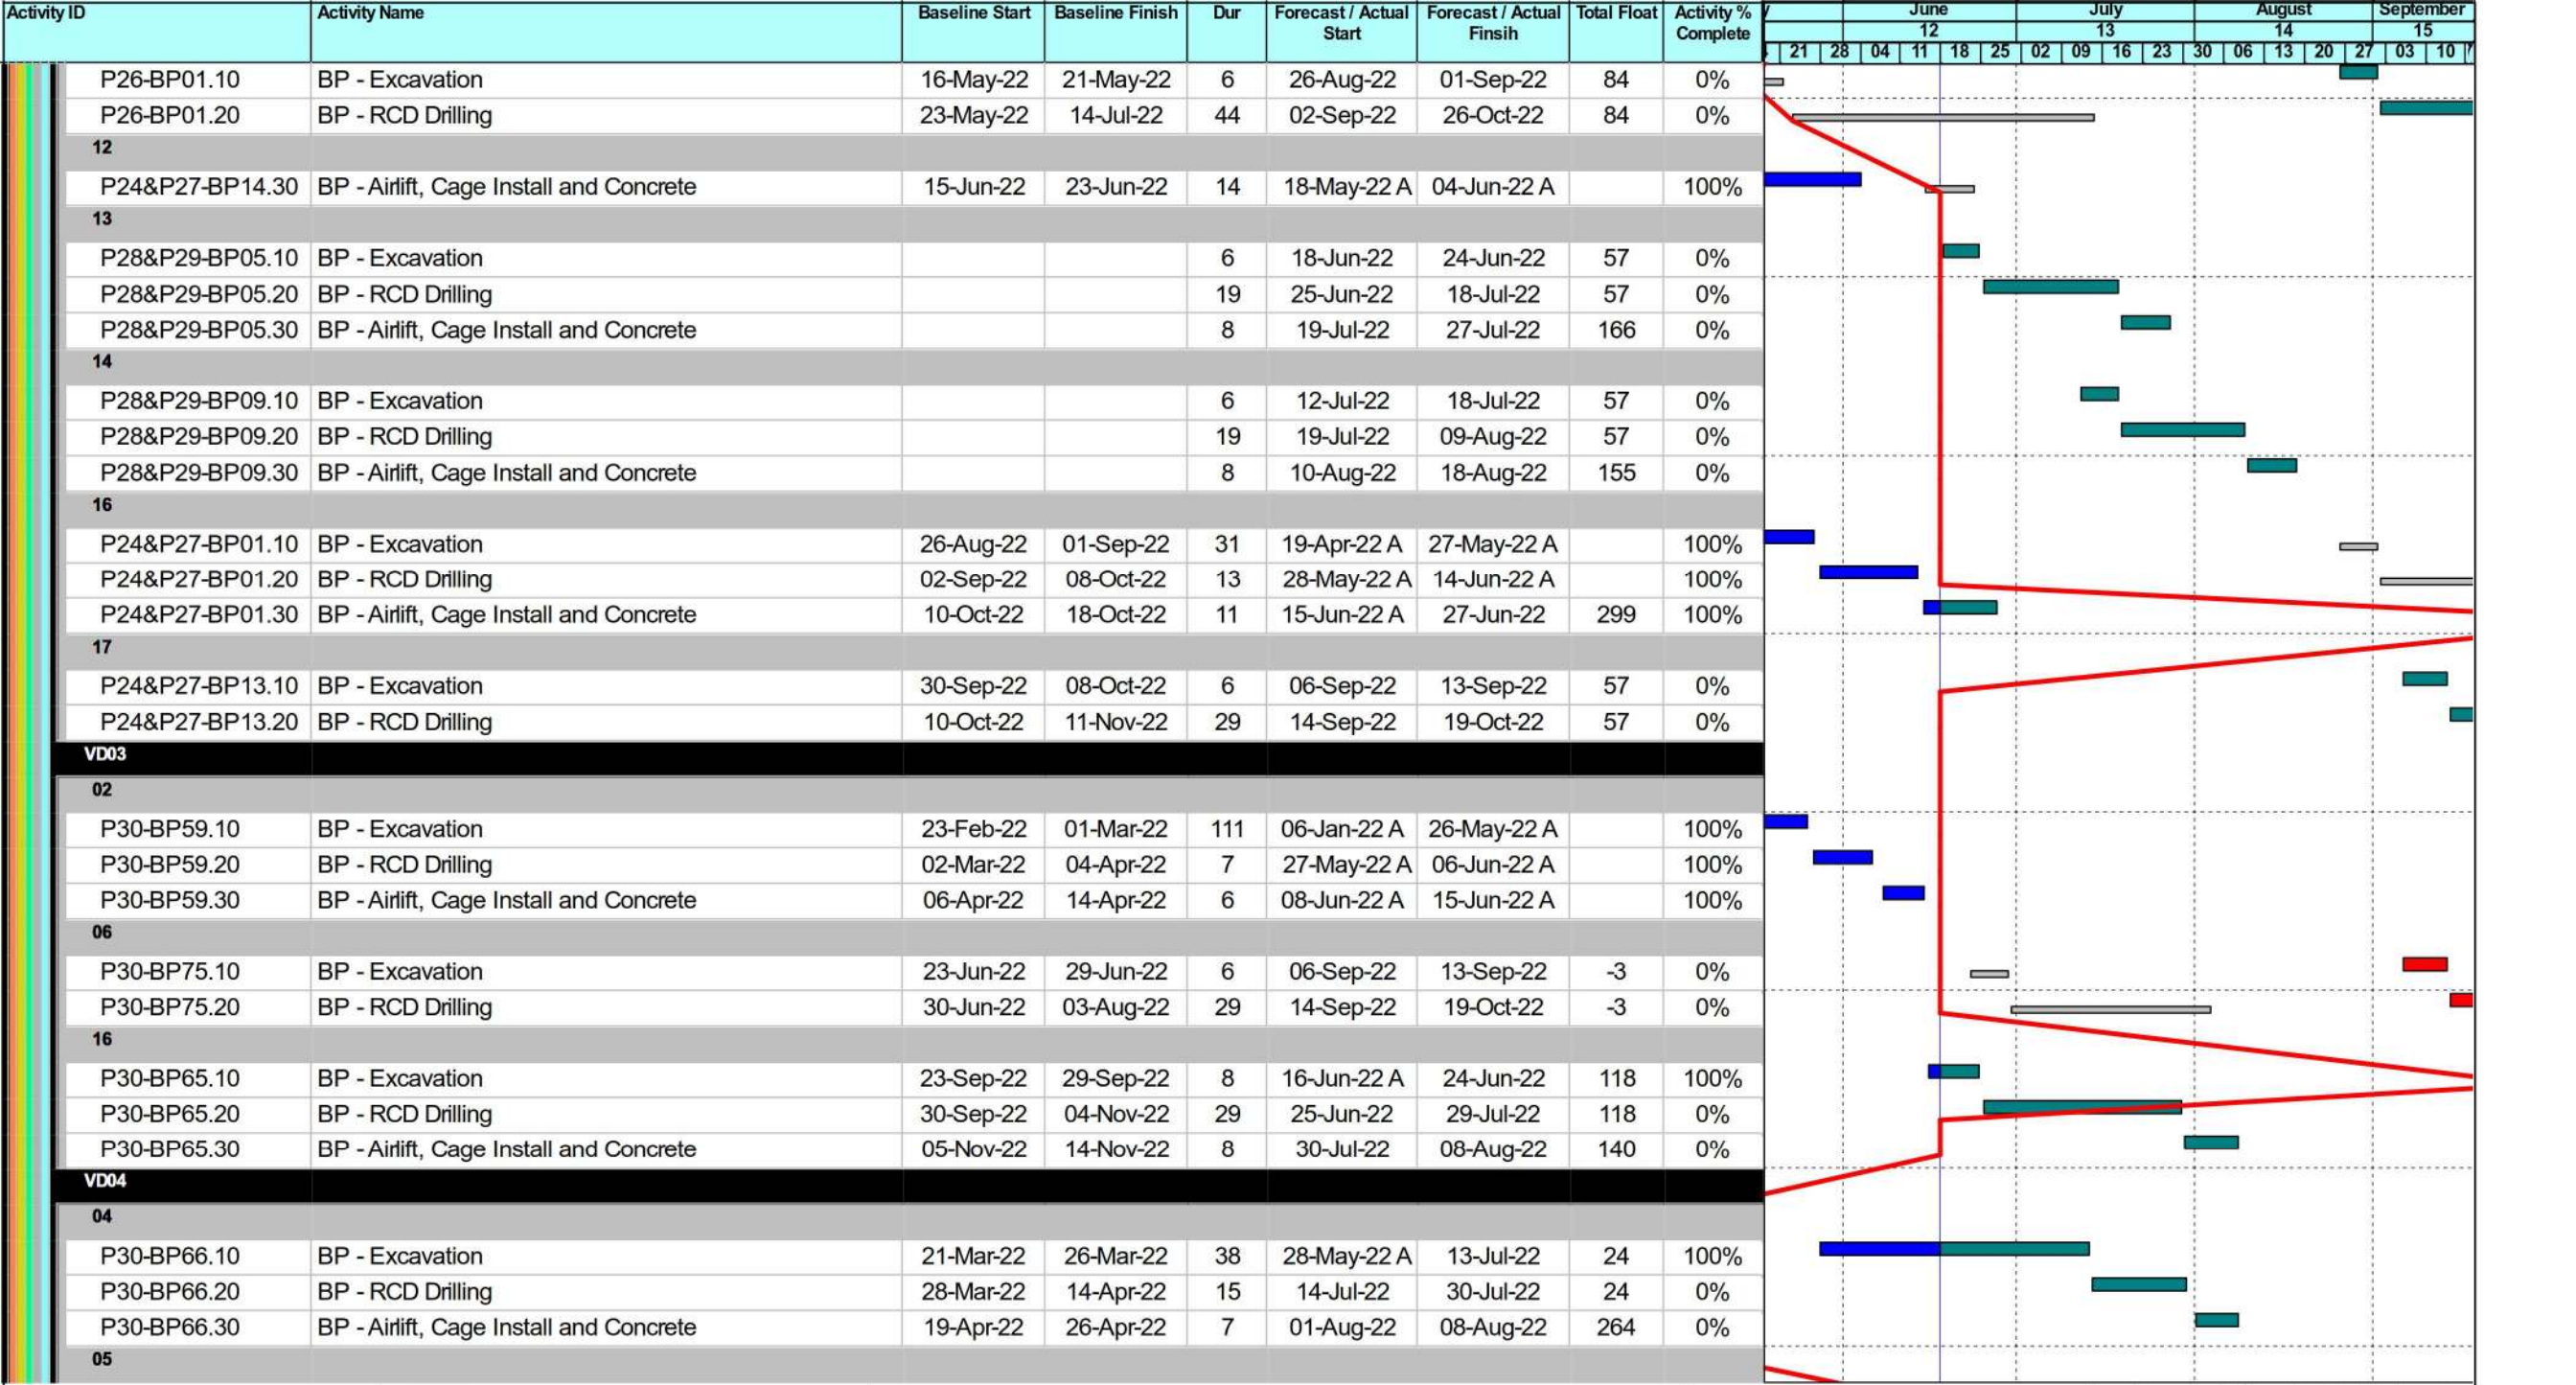 Activity ID Activity Name Baseline Start Baseline Finish Dur Forecast / Actual Start Forecast / Actual Finsih Total Float Activity % Complete
June July August September
12 13 14 15
21 28 04 11 18 25 02 09 16 23 30 06 13 20 27 03 10
P26-BP01.10 BP - Excavation 16-May-22 21-May-22 6 26-Aug-22 01-Sep-22 84 0%
P26-BP01.20 BP - RCD Drilling 23-May-22 14-Jul-22 44 02-Sep-22 26-Oct-22 84 0%
12
P24&P27-BP14.30 BP - Airlift, Cage Install and Concrete 15-Jun-22 23-Jun-22 14 18-May-22 A 04-Jun-22 A 100%
13
P28&P29-BP05.10 BP - Excavation 6 18-Jun-22 24-Jun-22 57 0%
P28&P29-BP05.20 BP - RCD Drilling 19 25-Jun-22 18-Jul-22 57 0%
P28&P29-BP05.30 BP - Airlift, Cage Install and Concrete 8 19-Jul-22 27-Jul-22 166 0%
14
P28&P29-BP09.10 BP - Excavation 6 12-Jul-22 18-Jul-22 57 0%
P28&P29-BP09.20 BP - RCD Drilling 19 19-Jul-22 09-Aug-22 57 0%
P28&P29-BP09.30 BP - Airlift, Cage Install and Concrete 8 10-Aug-22 18-Aug-22 155 0%
16
P24&P27-BP01.10 BP - Excavation 26-Aug-22 01-Sep-22 31 19-Apr-22 A 27-May-22 A 100%
P24&P27-BP01.20 BP - RCD Drilling 02-Sep-22 08-Oct-22 13 28-May-22 A 14-Jun-22 A 100%
P24&P27-BP01.30 BP - Airlift, Cage Install and Concrete 10-Oct-22 18-Oct-22 11 15-Jun-22 A 27-Jun-22 299 100%
17
P24&P27-BP13.10 BP - Excavation 30-Sep-22 08-Oct-22 6 06-Sep-22 13-Sep-22 57 0%
P24&P27-BP13.20 BP - RCD Drilling 10-Oct-22 11-Nov-22 29 14-Sep-22 19-Oct-22 57 0%
VD03
02
P30-BP59.10 BP - Excavation 23-Feb-22 01-Mar-22 111 06-Jan-22 A 26-May-22 A 100%
P30-BP59.20 BP - RCD Drilling 02-Mar-22 04-Apr-22 7 27-May-22 A 06-Jun-22 A 100%
P30-BP59.30 BP - Airlift, Cage Install and Concrete 06-Apr-22 14-Apr-22 6 08-Jun-22 A 15-Jun-22 A 100%
06
P30-BP75.10 BP - Excavation 23-Jun-22 29-Jun-22 6 06-Sep-22 13-Sep-22 -3 0%
P30-BP75.20 BP - RCD Drilling 30-Jun-22 03-Aug-22 29 14-Sep-22 19-Oct-22 -3 0%
16
P30-BP65.10 BP - Excavation 23-Sep-22 29-Sep-22 8 16-Jun-22 A 24-Jun-22 118 100%
P30-BP65.20 BP - RCD Drilling 30-Sep-22 04-Nov-22 29 25-Jun-22 29-Jul-22 118 0%
P30-BP65.30 BP - Airlift, Cage Install and Concrete 05-Nov-22 14-Nov-22 8 30-Jul-22 08-Aug-22 140 0%
VD04
04
P30-BP66.10 BP - Excavation 21-Mar-22 26-Mar-22 38 28-May-22 A 13-Jul-22 24 100%
P30-BP66.20 BP - RCD Drilling 28-Mar-22 14-Apr-22 15 14-Jul-22 30-Jul-22 24 0%
P30-BP66.30 BP - Airlift, Cage Install and Concrete 19-Apr-22 26-Apr-22 7 01-Aug-22 08-Aug-22 264 0%
05